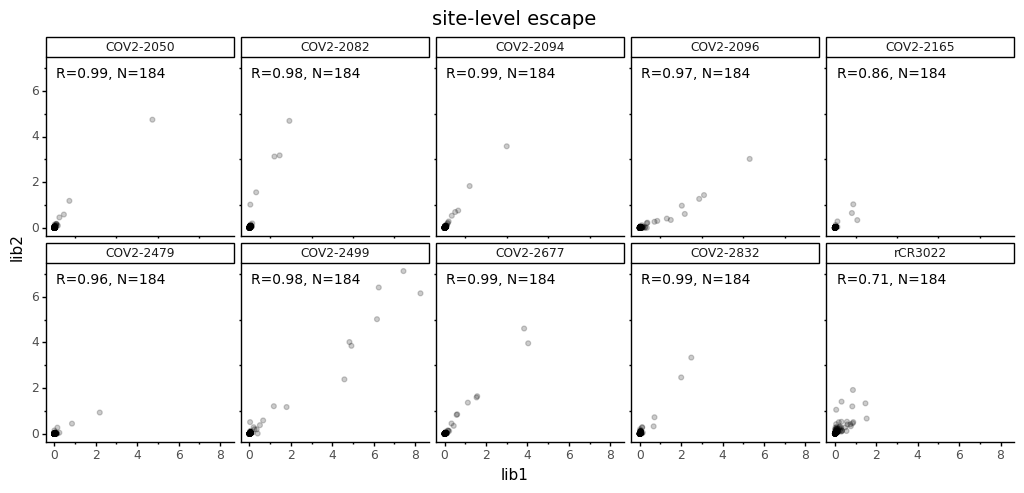 site-level escape
COV2-2050 COV2-2082 COV2-2094 COV2-2096 COV2-2165
R=0.99, N=184 R=0.98, N=184 R=0.99, N=184 R=0.97, N=184 R=0.86, N=184
6
4
2
0
COV2-2479 COV2-2499 COV2-2677 COV2-2832 rCR3022
R=0.96, N=184 R=0.98, N=184 R=0.99, N=184 R=0.99, N=184 R=0.71, N=184
6
4
2
0
0 2 4 6 8 0 2 4 6 8 0 2 4 6 8 0 2 4 6 8 0 2 4 6 8
lib2
lib1